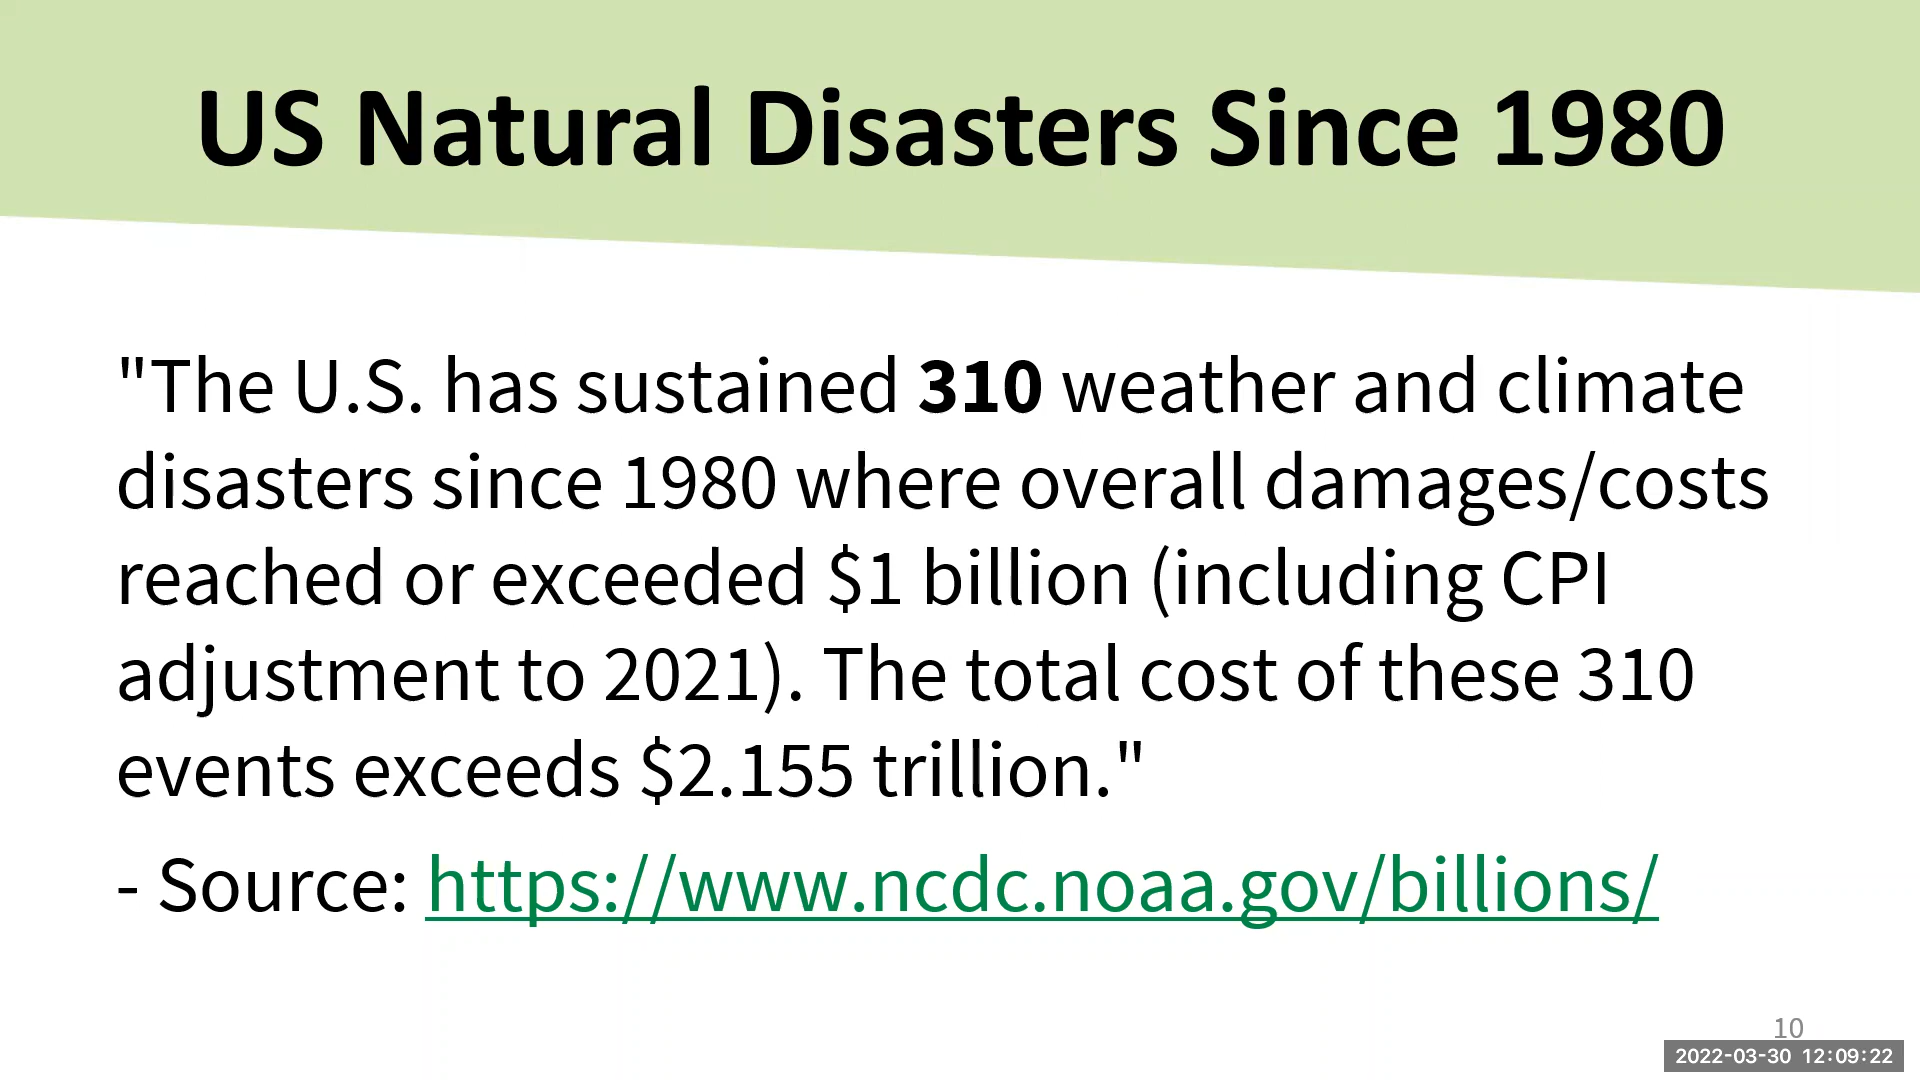 US Natural Disasters Since 1980
"The U.S. has sustained 310 weather and climate
disasters since 1980 where overall damages/costs
reached or exceeded $1 billion (including CPI
adjustment to 2021). The total cost of these 310
events exceeds $2.155 trillion."
- Source: https://www.ncdc.noaa.gov/billions/
10
2022-03-30 12:09:22